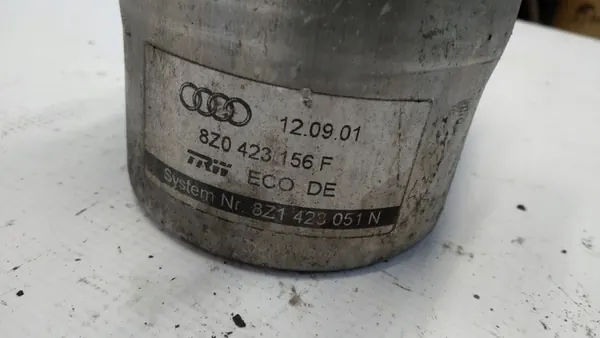 12.09.01
8Z0 423 156 F
TRW ECO DE
System Nr. 8Z1 423 051 N